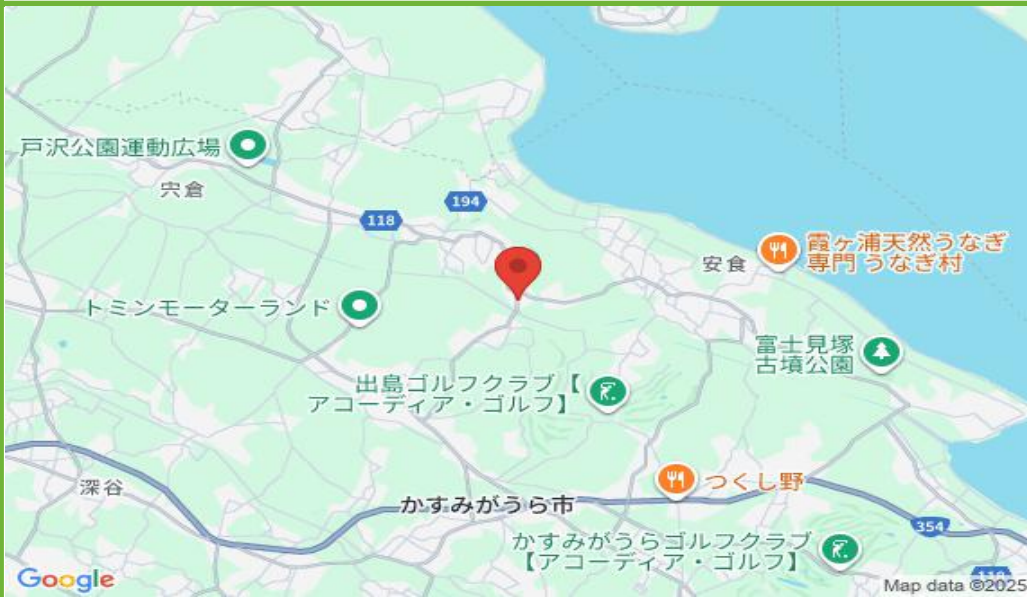 戸沢公園運動広場
宍倉
194
118
霞ヶ浦天然うなぎ
専門 うなぎ村
安食
トミンモーターランド
富士見塚
古墳公園
出島ゴルフクラブ【
アコーディア・ゴルフ】
つくし野
深谷
かすみがうら市
354
かすみがうらゴルフクラブ
【アコーディア・ゴルフ】
Google
118
Map data ©2025